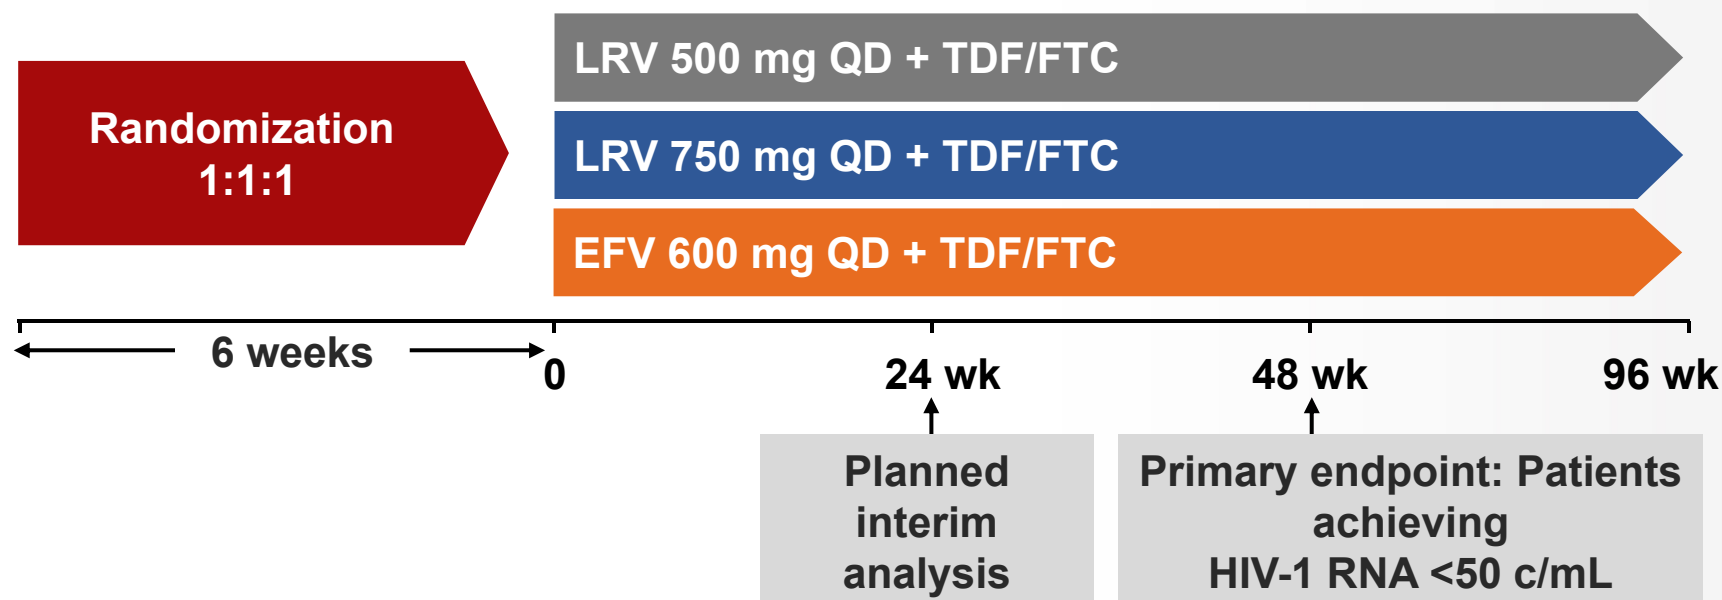 Randomization
1:1:1
LRV 500 mg QD + TDF/FTC
LRV 750 mg QD + TDF/FTC
EFV 600 mg QD + TDF/FTC
6 weeks
0
24 wk
48 wk
96 wk
Planned
interim
analysis
Primary endpoint: Patients
achieving
HIV-1 RNA <50 c/mL